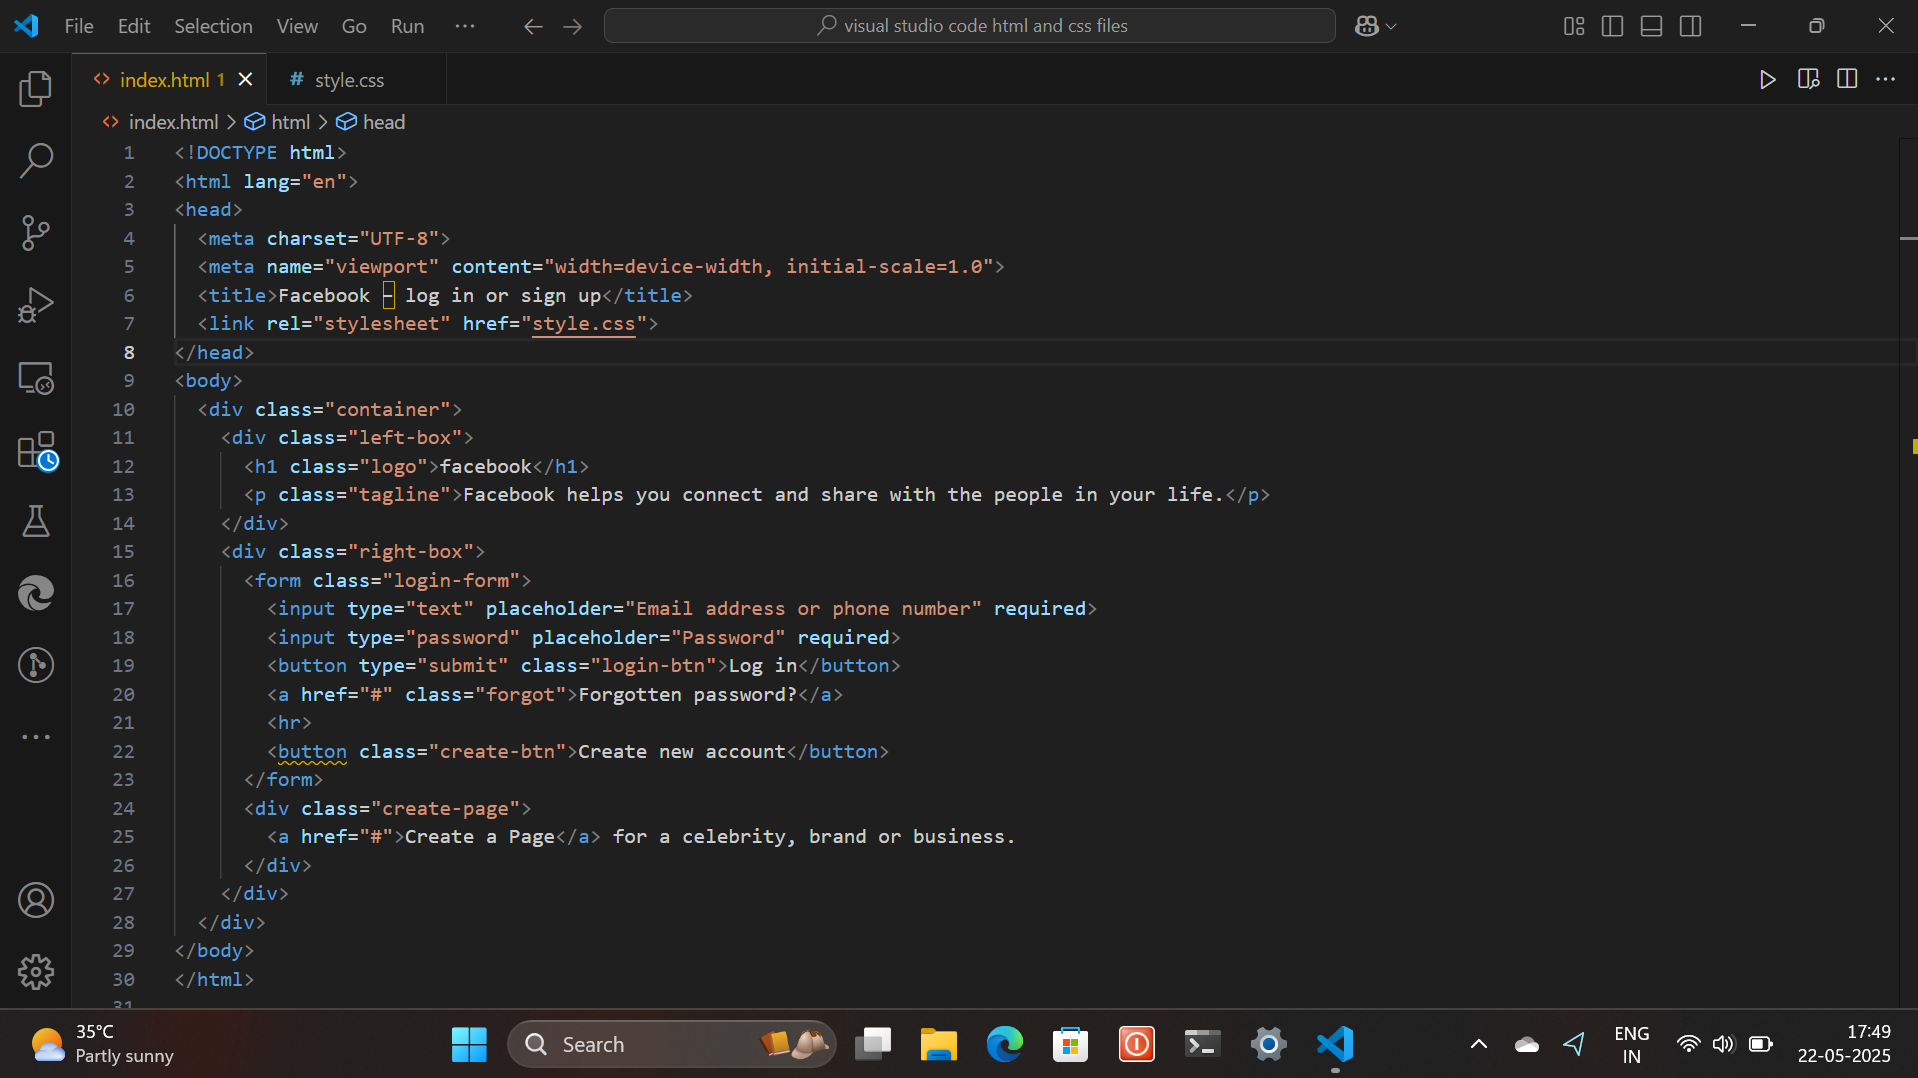 File Edit Selection View Go Run ··· visual studio code html and css files
index.html 1 # style.css
index.html > html > head
1 <!DOCTYPE html>
2 <html lang="en">
3 <head>
4 <meta charset="UTF-8">
5 <meta name="viewport" content="width=device-width, initial-scale=1.0">
6 <title>Facebook – log in or sign up</title>
7 <link rel="stylesheet" href="style.css">
8 </head>
9 <body>
10 <div class="container">
11 <div class="left-box">
12 <h1 class="logo">facebook</h1>
13 <p class="tagline">Facebook helps you connect and share with the people in your life.</p>
14 </div>
15 <div class="right-box">
16 <form class="login-form">
17 <input type="text" placeholder="Email address or phone number" required>
18 <input type="password" placeholder="Password" required>
19 <button type="submit" class="login-btn">Log in</button>
20 <a href="#" class="forgot">Forgotten password?</a>
21 <hr>
22 <button class="create-btn">Create new account</button>
23 </form>
24 <div class="create-page">
25 <a href="#">Create a Page</a> for a celebrity, brand or business.
26 </div>
27 </div>
28 </div>
29 </body>
30 </html>
31
35°C
Partly sunny
Search
ENG
IN
17:49
22-05-2025